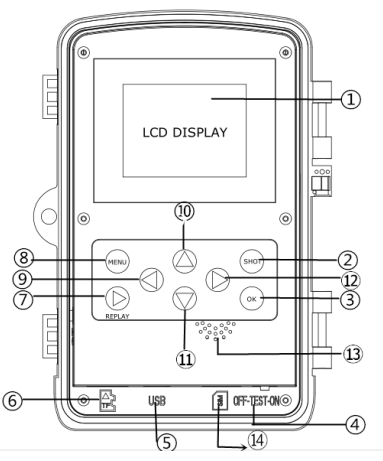 ①
LCD DISPLAY
⑩
⑧
MENU
SHOT
②
⑨
⑫
⑦
OK
③
REPLAY
⑪
⑬
⑥
TF
USB
OFF-TEST-ON
④
⑤
⑭